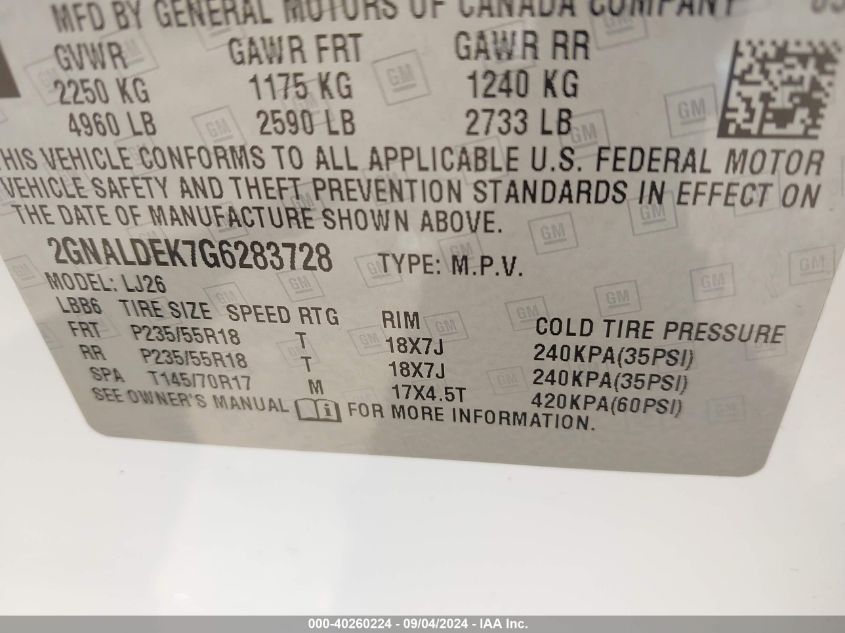 MFD BY GENERAL MOTORS OF CANADA COMPANY
GVWR GAWR FRT GAWR RR
2250 KG 1175 KG 1240 KG
4960 LB 2590 LB 2733 LB
THIS VEHICLE CONFORMS TO ALL APPLICABLE U.S. FEDERAL MOTOR
VEHICLE SAFETY AND THEFT PREVENTION STANDARDS IN EFFECT ON
THE DATE OF MANUFACTURE SHOWN ABOVE.
2GNALDEK7G6283728 TYPE: M.P.V.
MODEL: LJ26
LBB6 TIRE SIZE SPEED RTG RIM COLD TIRE PRESSURE
FRT P235/55R18 T 18X7J 240KPA(35PSI)
RR P235/55R18 T 18X7J 240KPA(35PSI)
SPA T145/70R17 M 17X4.5T 420KPA(60PSI)
SEE OWNER'S MANUAL i FOR MORE INFORMATION.
000-40260224 - 09/04/2024 - IAA Inc.